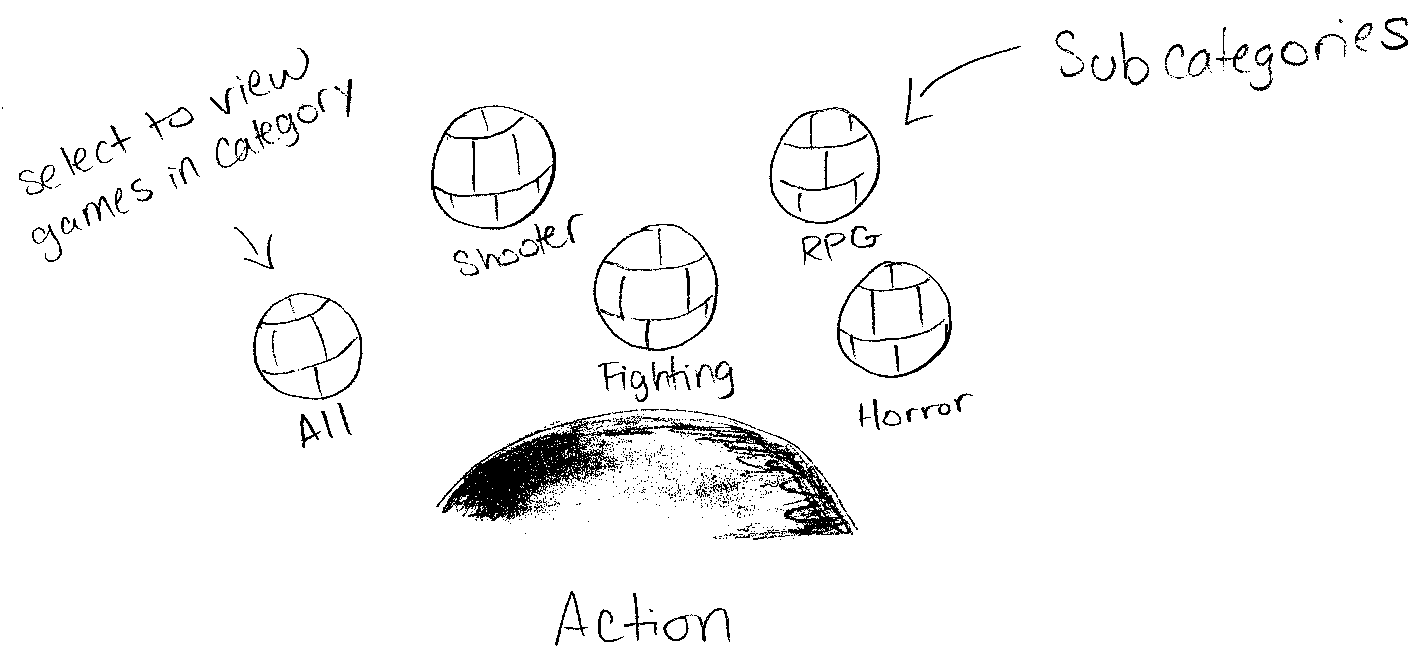 Sub categories
select to view
games in category
Shooter
RPG
Fighting
All
Horror
Action